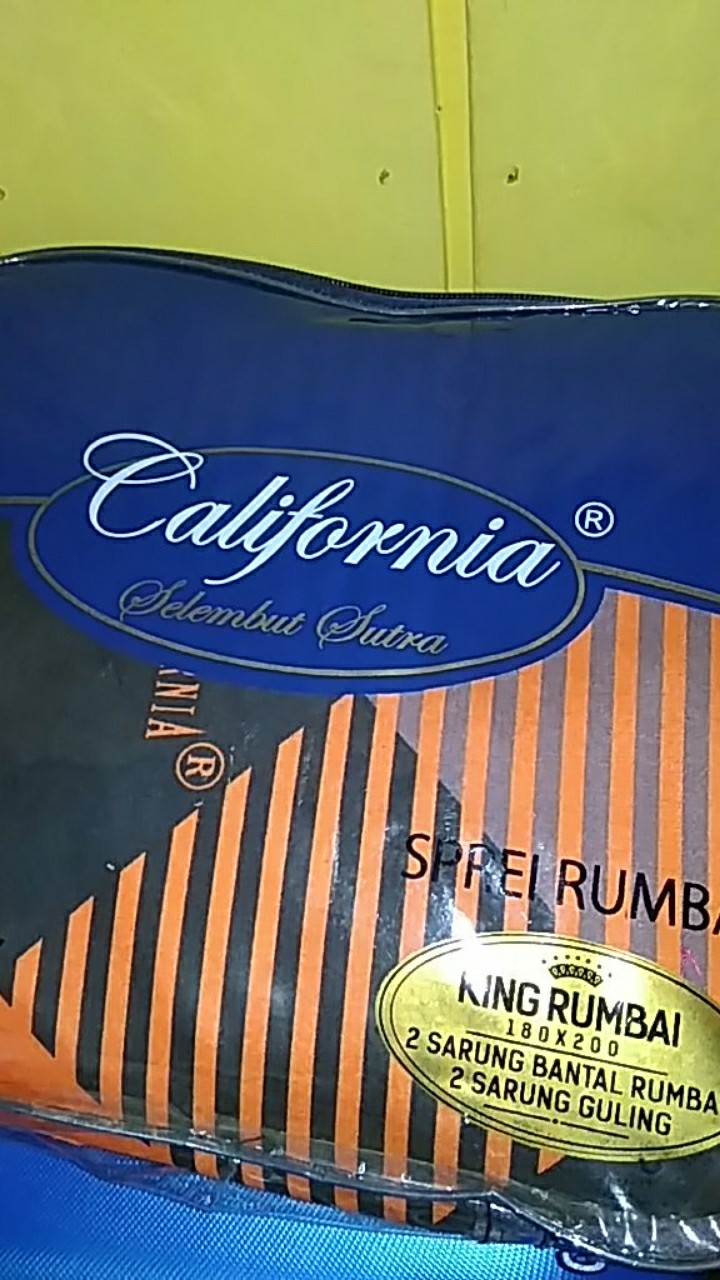 California ®
Selembut Sutra
NIA®
SPREI RUMBA
KING RUMBAI
180X200
2 SARUNG BANTAL RUMBA
2 SARUNG GULING